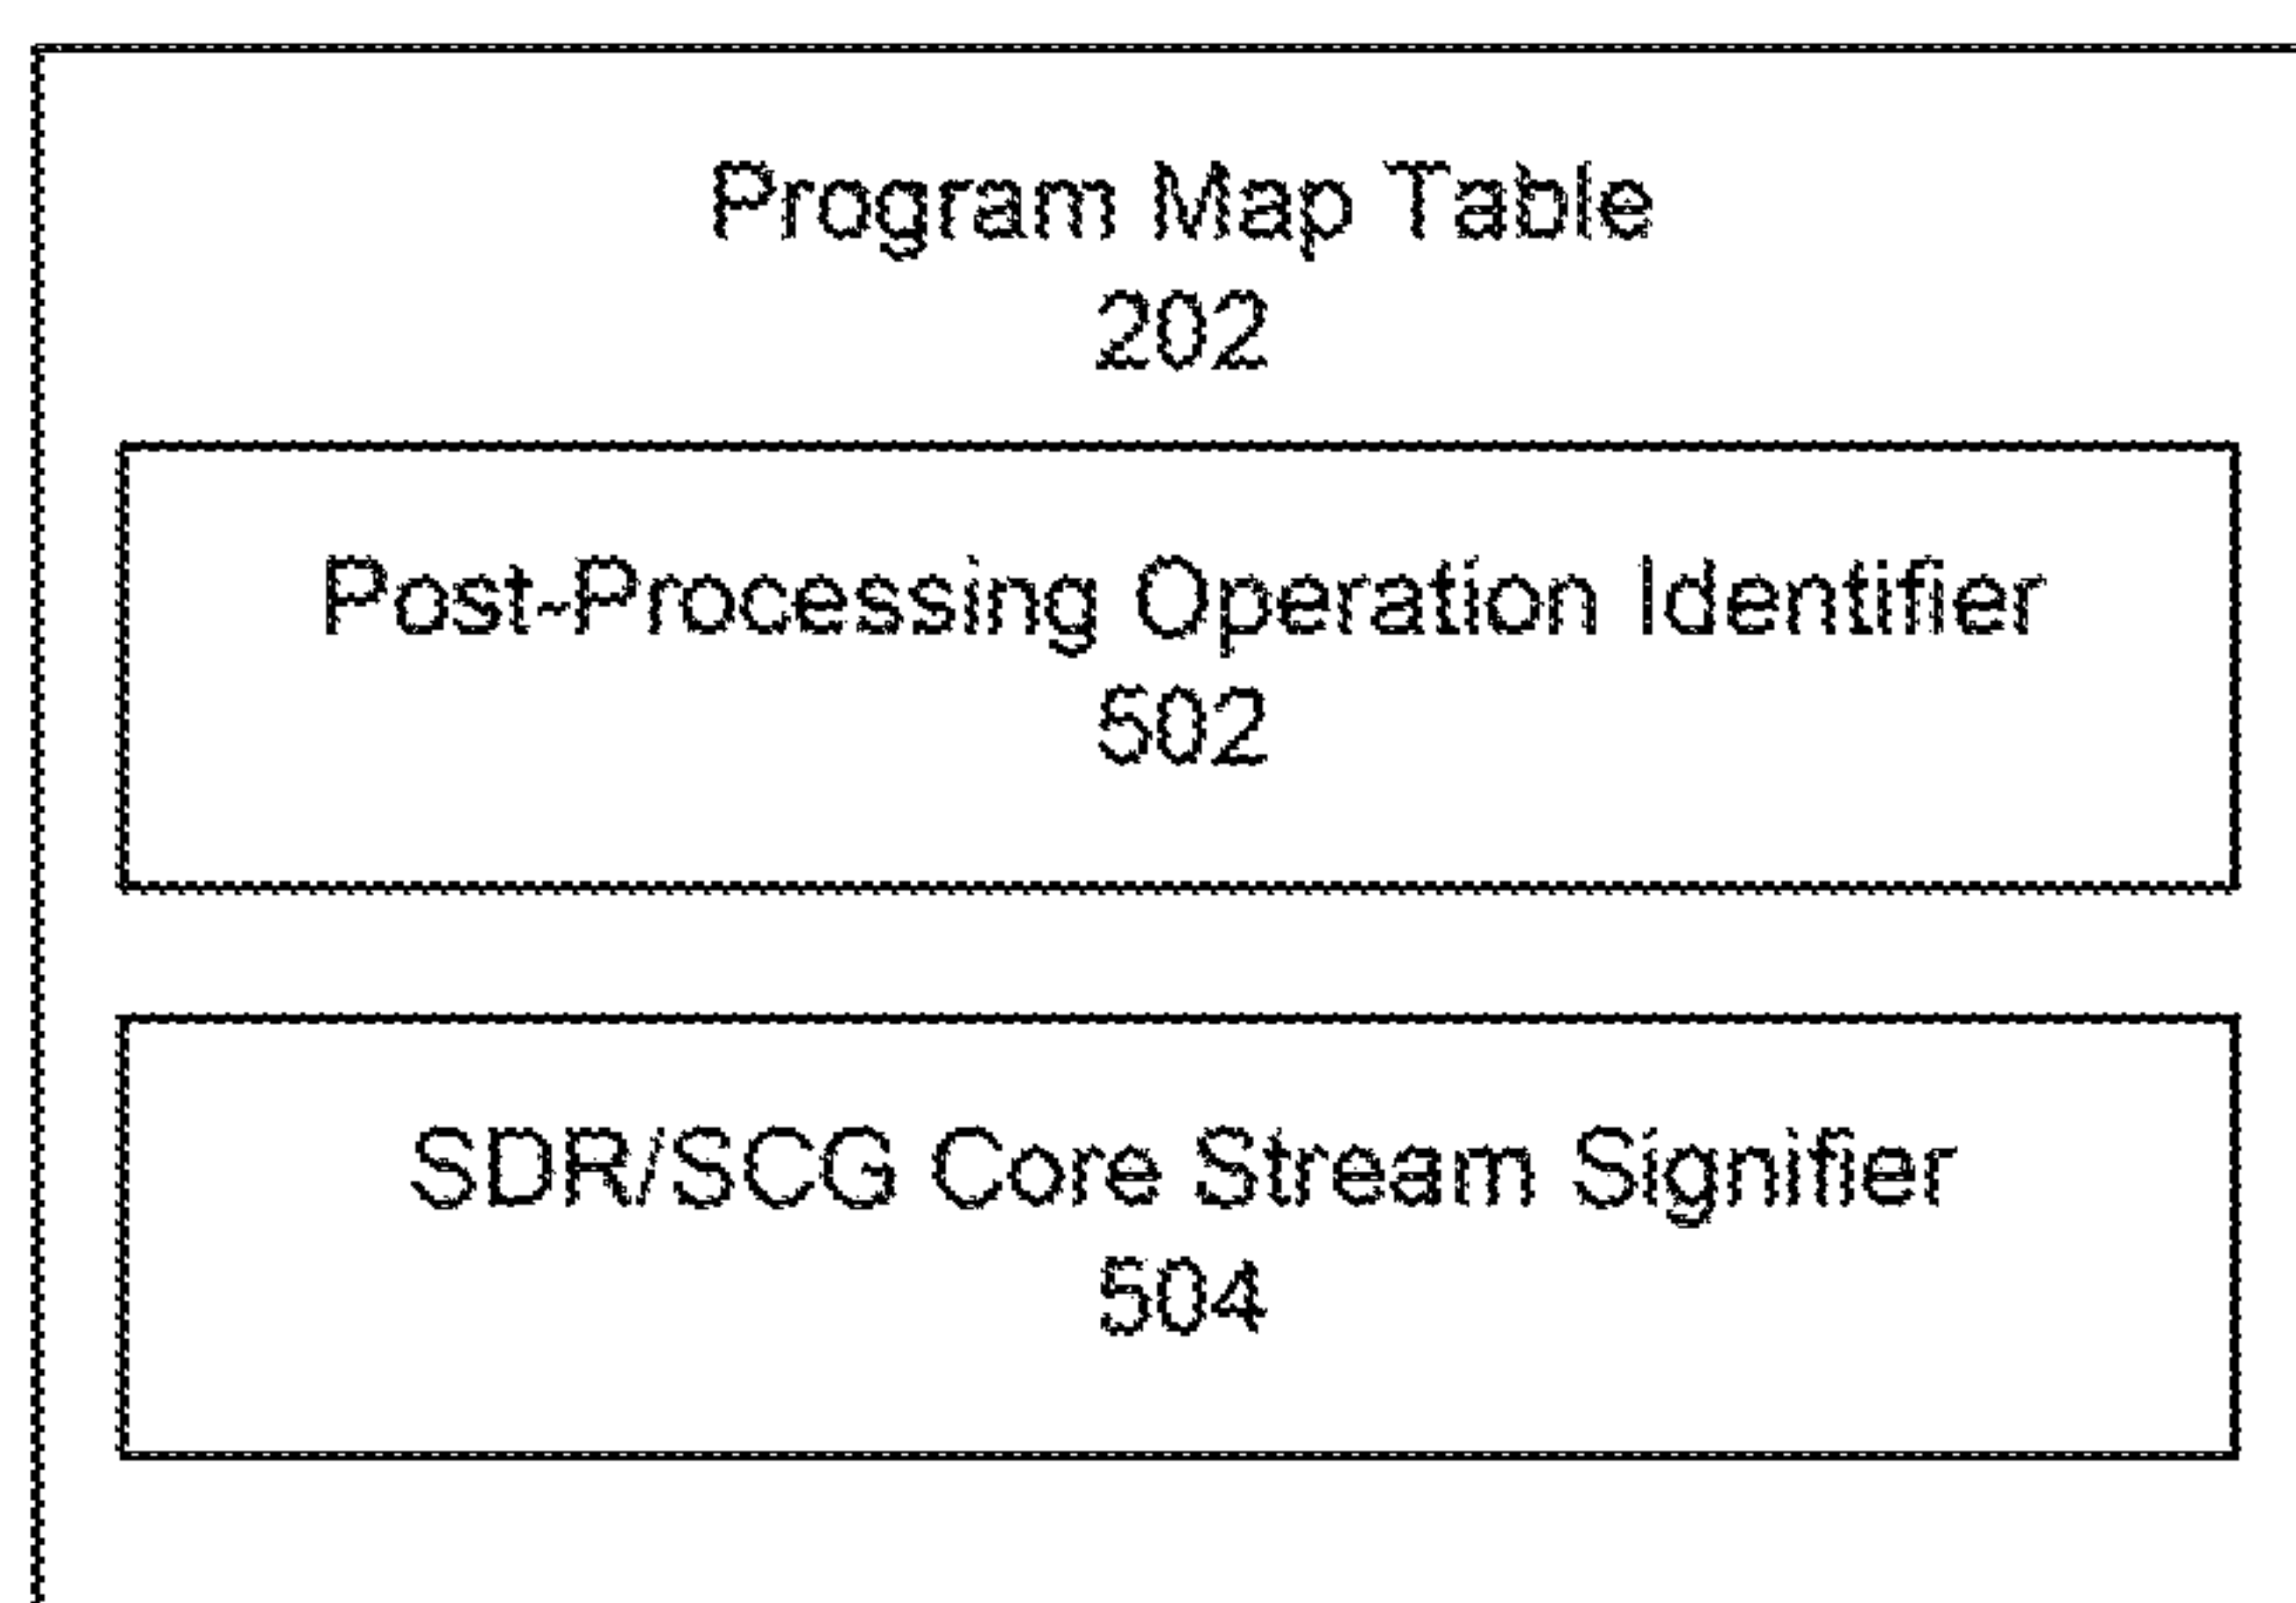 Program Map Table
202
Post-Processing Operation Identifier
502
SDR/SCG Core Stream Signifier
504